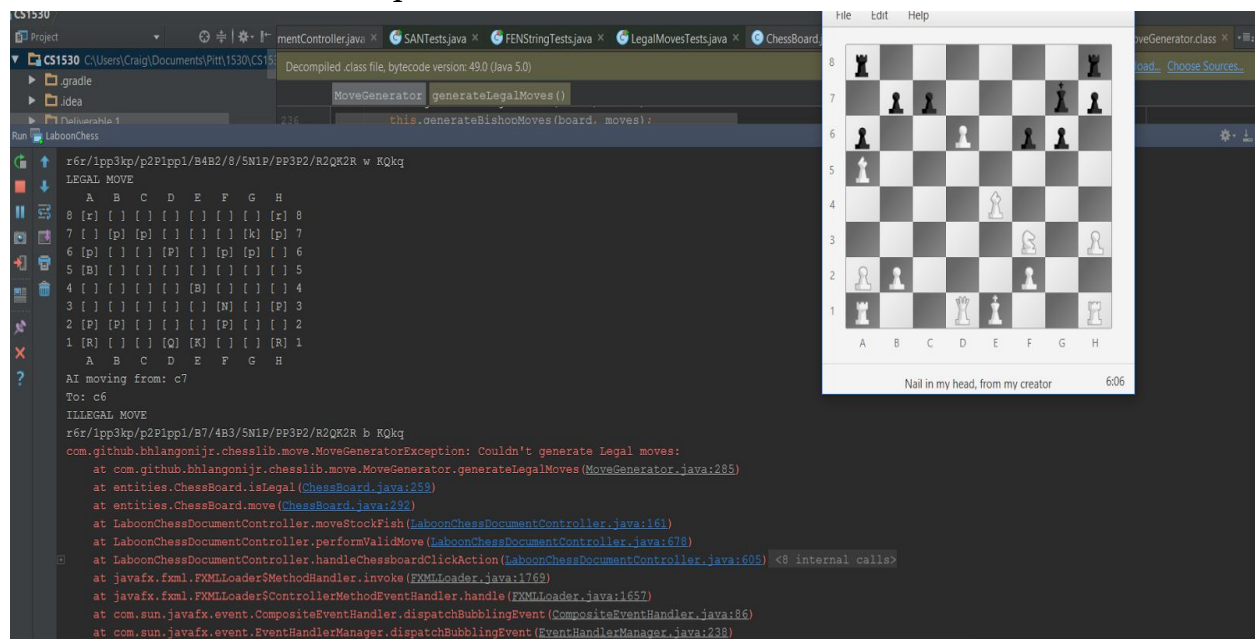 CS1530
File Edit Help
Project
mentController.java × SANTests.java × FENStringTests.java × LegalMovesTests.java × ChessBoard.j
oveGenerator.class ×
CS1530 C:\Users\Craig\Documents\Pitt\1530\CS15
Decompiled .class file, bytecode version: 49.0 (Java 5.0)
oad... Choose Sources...
.gradle
MoveGenerator generateLegalMoves()
.idea
Deliverable 1
236 this.generateBishopMoves(board, moves);
Run LaboonChess
r6r/1pp3kp/p2P1pp1/B4B2/8/5N1P/PP3P2/R2QK2R w KQkq
LEGAL MOVE
A B C D E F G H
8 [r] [ ] [ ] [ ] [ ] [ ] [ ] [r] 8
7 [ ] [p] [p] [ ] [ ] [ ] [k] [p] 7
6 [p] [ ] [ ] [P] [ ] [p] [p] [ ] 6
5 [B] [ ] [ ] [ ] [ ] [ ] [ ] [ ] 5
4 [ ] [ ] [ ] [ ] [B] [ ] [ ] [ ] 4
3 [ ] [ ] [ ] [ ] [ ] [N] [ ] [P] 3
2 [P] [P] [ ] [ ] [ ] [P] [ ] [ ] 2
1 [R] [ ] [ ] [Q] [K] [ ] [ ] [R] 1
A B C D E F G H
AI moving from: c7
To: c6
ILLEGAL MOVE
r6r/1pp3kp/p2P1pp1/B7/4B3/5N1P/PP3P2/R2QK2R b KQkq
com.github.bhlangonijr.chesslib.move.MoveGeneratorException: Couldn't generate Legal moves:
at com.github.bhlangonijr.chesslib.move.MoveGenerator.generateLegalMoves(MoveGenerator.java:285)
at entities.ChessBoard.isLegal(ChessBoard.java:259)
at entities.ChessBoard.move(ChessBoard.java:292)
at LaboonChessDocumentController.moveStockFish(LaboonChessDocumentController.java:161)
at LaboonChessDocumentController.performValidMove(LaboonChessDocumentController.java:678)
at LaboonChessDocumentController.handleChessboardClickAction(LaboonChessDocumentController.java:605) <8 internal calls>
at javafx.fxml.FXMLLoader$MethodHandler.invoke(FXMLLoader.java:1769)
at javafx.fxml.FXMLLoader$ControllerMethodEventHandler.handle(FXMLLoader.java:1657)
at com.sun.javafx.event.CompositeEventHandler.dispatchBubblingEvent(CompositeEventHandler.java:86)
at com.sun.javafx.event.EventHandlerManager.dispatchBubblingEvent(EventHandlerManager.java:238)
8
7
6
5
4
3
2
1
A B C D E F G H
Nail in my head, from my creator 6:06